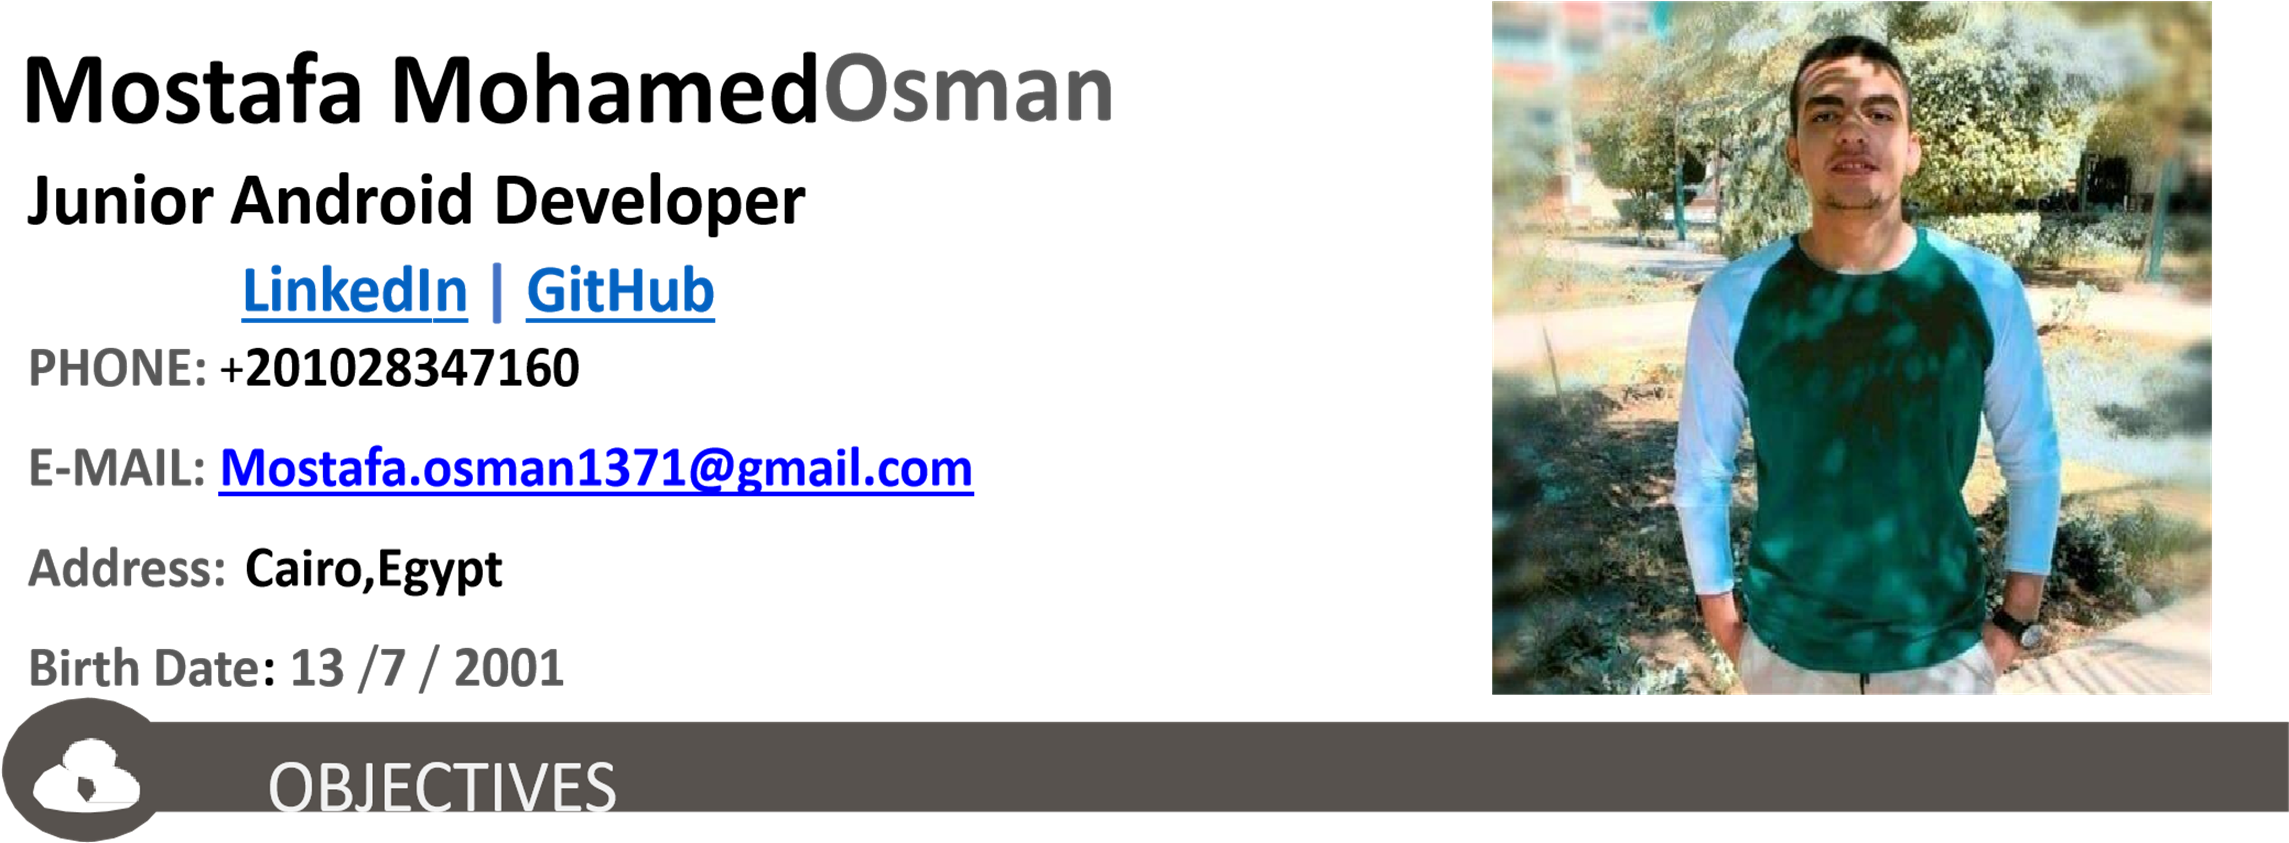 Mostafa MohamedOsman
Junior Android Developer
LinkedIn | GitHub
PHONE: +201028347160
E-MAIL: Mostafa.osman1371@gmail.com
Address: Cairo,Egypt
Birth Date: 13 /7 / 2001
OBJECTIVES